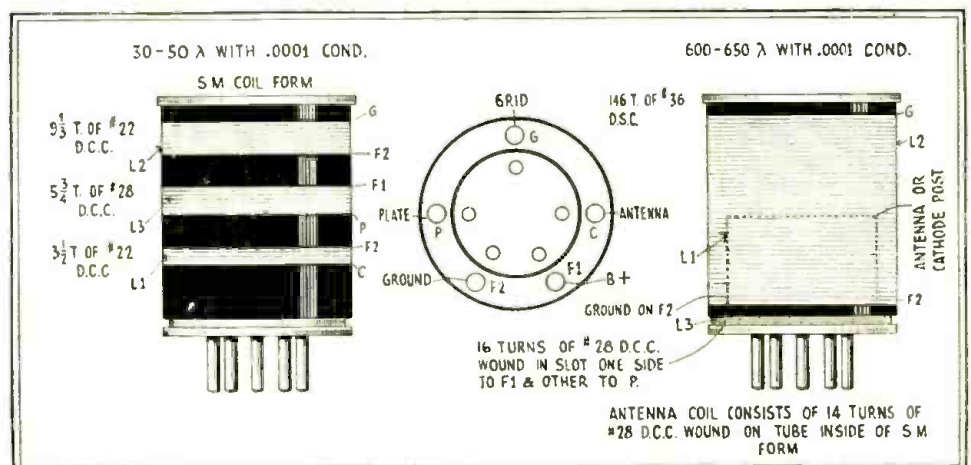 30-50 λ WITH .0001 COND.
S M COIL FORM
G
9 1/3 T. OF #22
D.C.C.
L2
F2
5 3/4 T. OF #28
D.C.C.
F1
L3
P
3 1/2 T OF #22
D.C.C
F2
L1
C
GRID
G
PLATE
P
ANTENNA
C
GROUND
F2
F1
B+
16 TURNS OF #28 D.C.C.
WOUND IN SLOT ONE SIDE
TO F1 & OTHER TO P.
600-650 λ WITH .0001 COND.
146 T. OF #36
D.S.C.
G
L2
ANTENNA OR
CATHODE POST
L1
GROUND ON F2
F2
L3
ANTENNA COIL CONSISTS OF 14 TURNS OF
#28 D.C.C. WOUND ON TUBE INSIDE OF S M
FORM